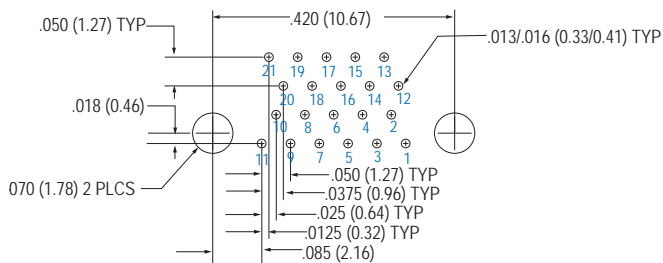 .420 (10.67)
.050 (1.27) TYP
.013/.016 (0.33/0.41) TYP
21 19 17 15 13
20 18 16 14 12
.018 (0.46)
10 8 6 4 2
11 9 7 5 3 1
.050 (1.27) TYP
070 (1.78) 2 PLCS
.0375 (0.96) TYP
.025 (0.64) TYP
.0125 (0.32) TYP
.085 (2.16)